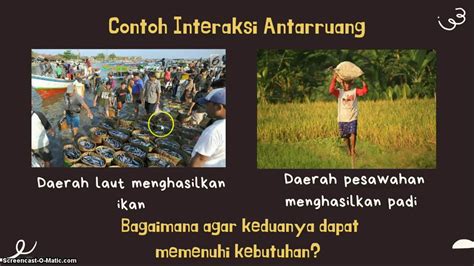 Contoh Interaksi Antarruang
Daerah laut menghasilkan
ikan
Daerah pesawahan
menghasilkan padi
Bagaimana agar keduanya dapat
memenuhi kebutuhan?
Screencast-O-Matic.com